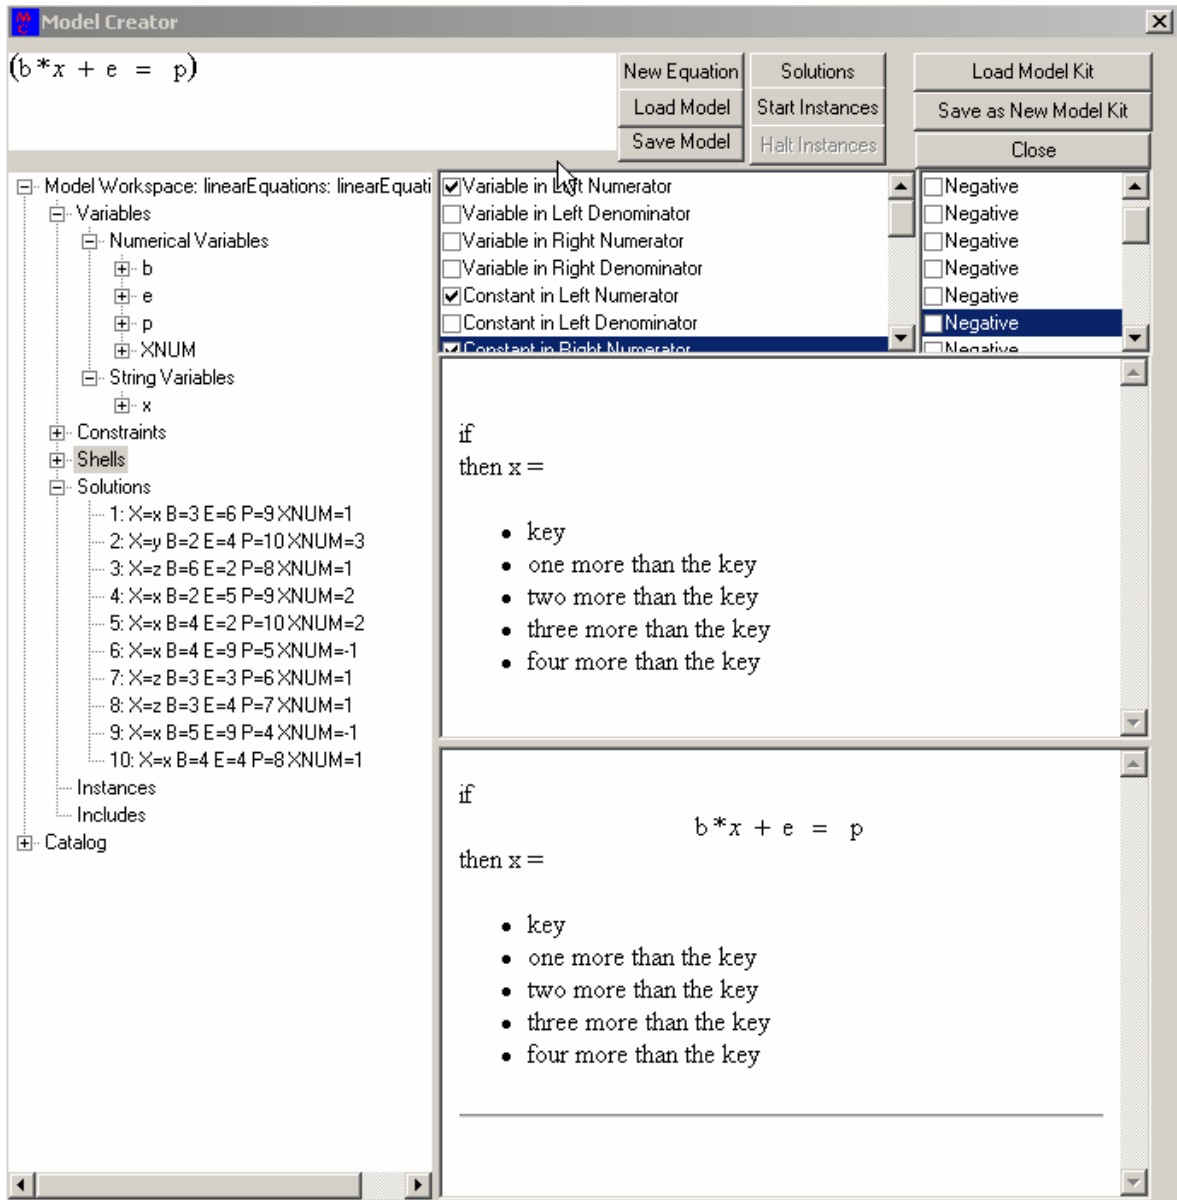 Model Creator
(b*x + e = p)
New Equation
Load Model
Save Model
Solutions
Start Instances
Halt Instances
Load Model Kit
Save as New Model Kit
Close
Model Workspace: linearEquations: linearEquati
Variables
Numerical Variables
b
e
p
XNUM
String Variables
x
Constraints
Shells
Solutions
1: X=x B=3 E=6 P=9 XNUM=1
2: X=y B=2 E=4 P=10 XNUM=3
3: X=z B=6 E=2 P=8 XNUM=1
4: X=x B=2 E=5 P=9 XNUM=2
5: X=x B=4 E=2 P=10 XNUM=2
6: X=x B=4 E=9 P=5 XNUM=-1
7: X=z B=3 E=3 P=6 XNUM=1
8: X=z B=3 E=4 P=7 XNUM=1
9: X=x B=5 E=9 P=4 XNUM=-1
10: X=x B=4 E=4 P=8 XNUM=1
Instances
Includes
Catalog
Variable in Left Numerator
Variable in Left Denominator
Variable in Right Numerator
Variable in Right Denominator
Constant in Left Numerator
Constant in Left Denominator
Constant in Right Numerator
Negative
Negative
Negative
Negative
Negative
Negative
Negative
if
then x =
• key
• one more than the key
• two more than the key
• three more than the key
• four more than the key
if
b*x + e = p
then x =
• key
• one more than the key
• two more than the key
• three more than the key
• four more than the key